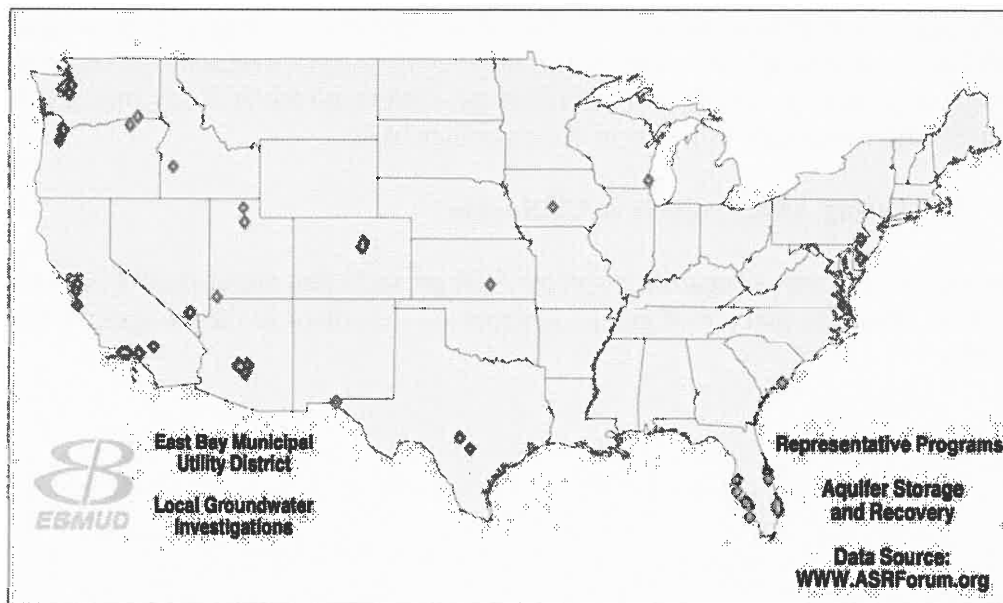 East Bay Municipal
Utility District
Local Groundwater
Investigations
EBMUD
Representative Programs
Aquifer Storage
and Recovery
Data Source:
WWW.ASRForum.org